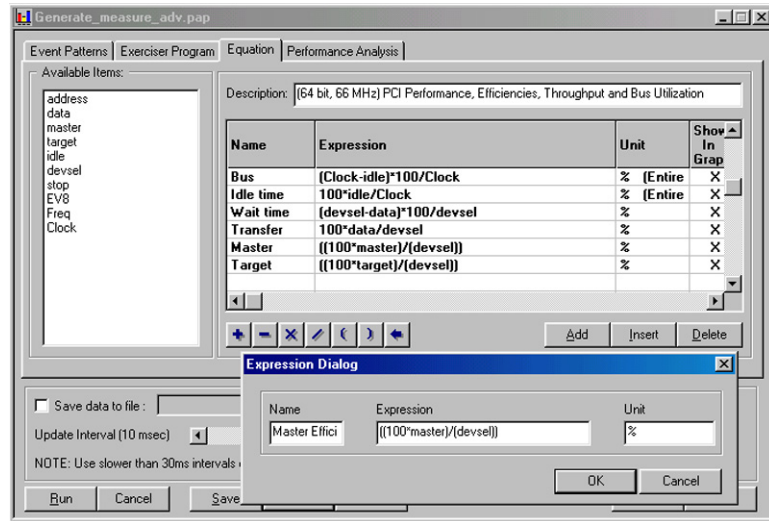 Generate_measure_adv.pap
Event Patterns Exerciser Program Equation Performance Analysis
Available Items:
address
data
master
target
idle
devsel
stop
EV8
Freq
Clock
Description: (64 bit, 66 MHz) PCI Performance, Efficiencies, Throughput and Bus Utilization
Name Expression Unit Show In Grap
Bus (Clock-idle)*100/Clock % (Entire X
Idle time 100*idle/Clock % (Entire X
Wait time (devsel-data)*100/devsel % X
Transfer 100*data/devsel % X
Master ((100*master)/(devsel)) % X
Target ((100*target)/(devsel)) % X
+ - × / ( )
Add Insert Delete
Expression Dialog
Name Expression Unit
Master Effici ((100*master)/(devsel)) %
OK Cancel
Save data to file :
Update Interval (10 msec)
NOTE: Use slower than 30ms intervals
Run Cancel Save